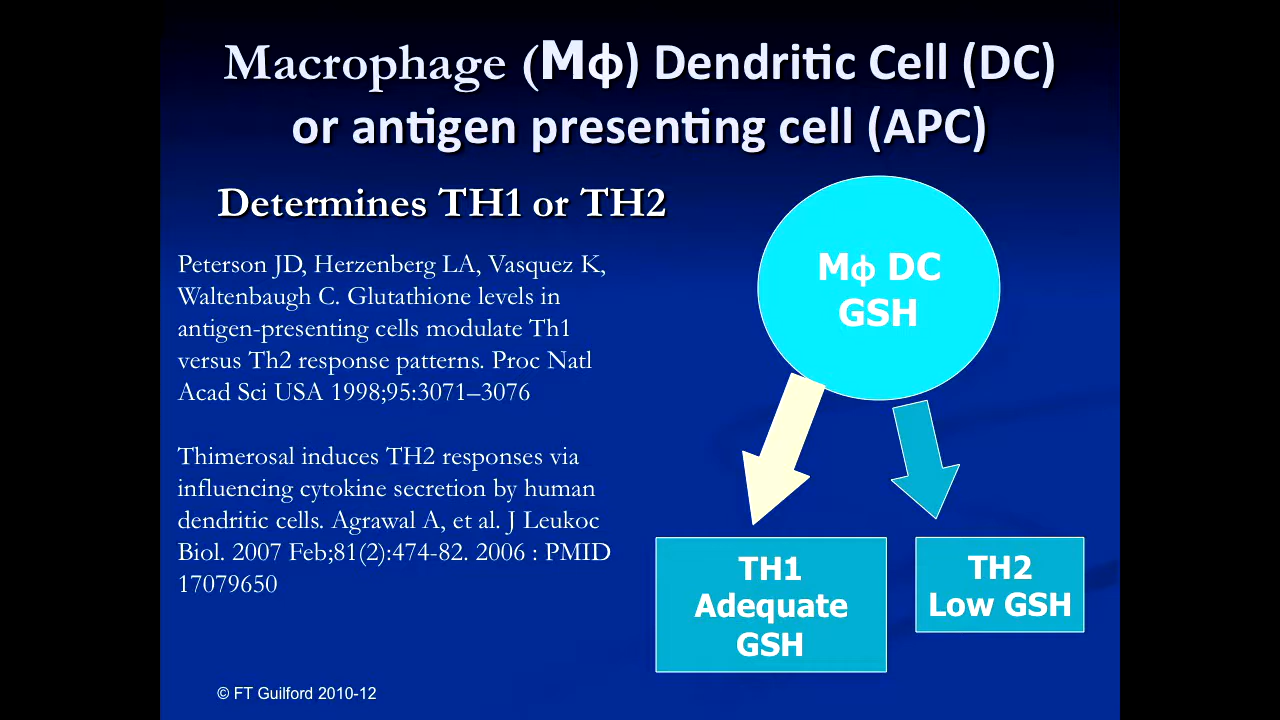 Macrophage (Mϕ) Dendritic Cell (DC)
or antigen presenting cell (APC)
Determines TH1 or TH2
Peterson JD, Herzenberg LA, Vasquez K,
Waltenbaugh C. Glutathione levels in
antigen-presenting cells modulate Th1
versus Th2 response patterns. Proc Natl
Acad Sci USA 1998;95:3071–3076
Thimerosal induces TH2 responses via
influencing cytokine secretion by human
dendritic cells. Agrawal A, et al. J Leukoc
Biol. 2007 Feb;81(2):474-82. 2006 : PMID
17079650
Mϕ DC
GSH
TH1
Adequate
GSH
TH2
Low GSH
© FT Guilford 2010-12